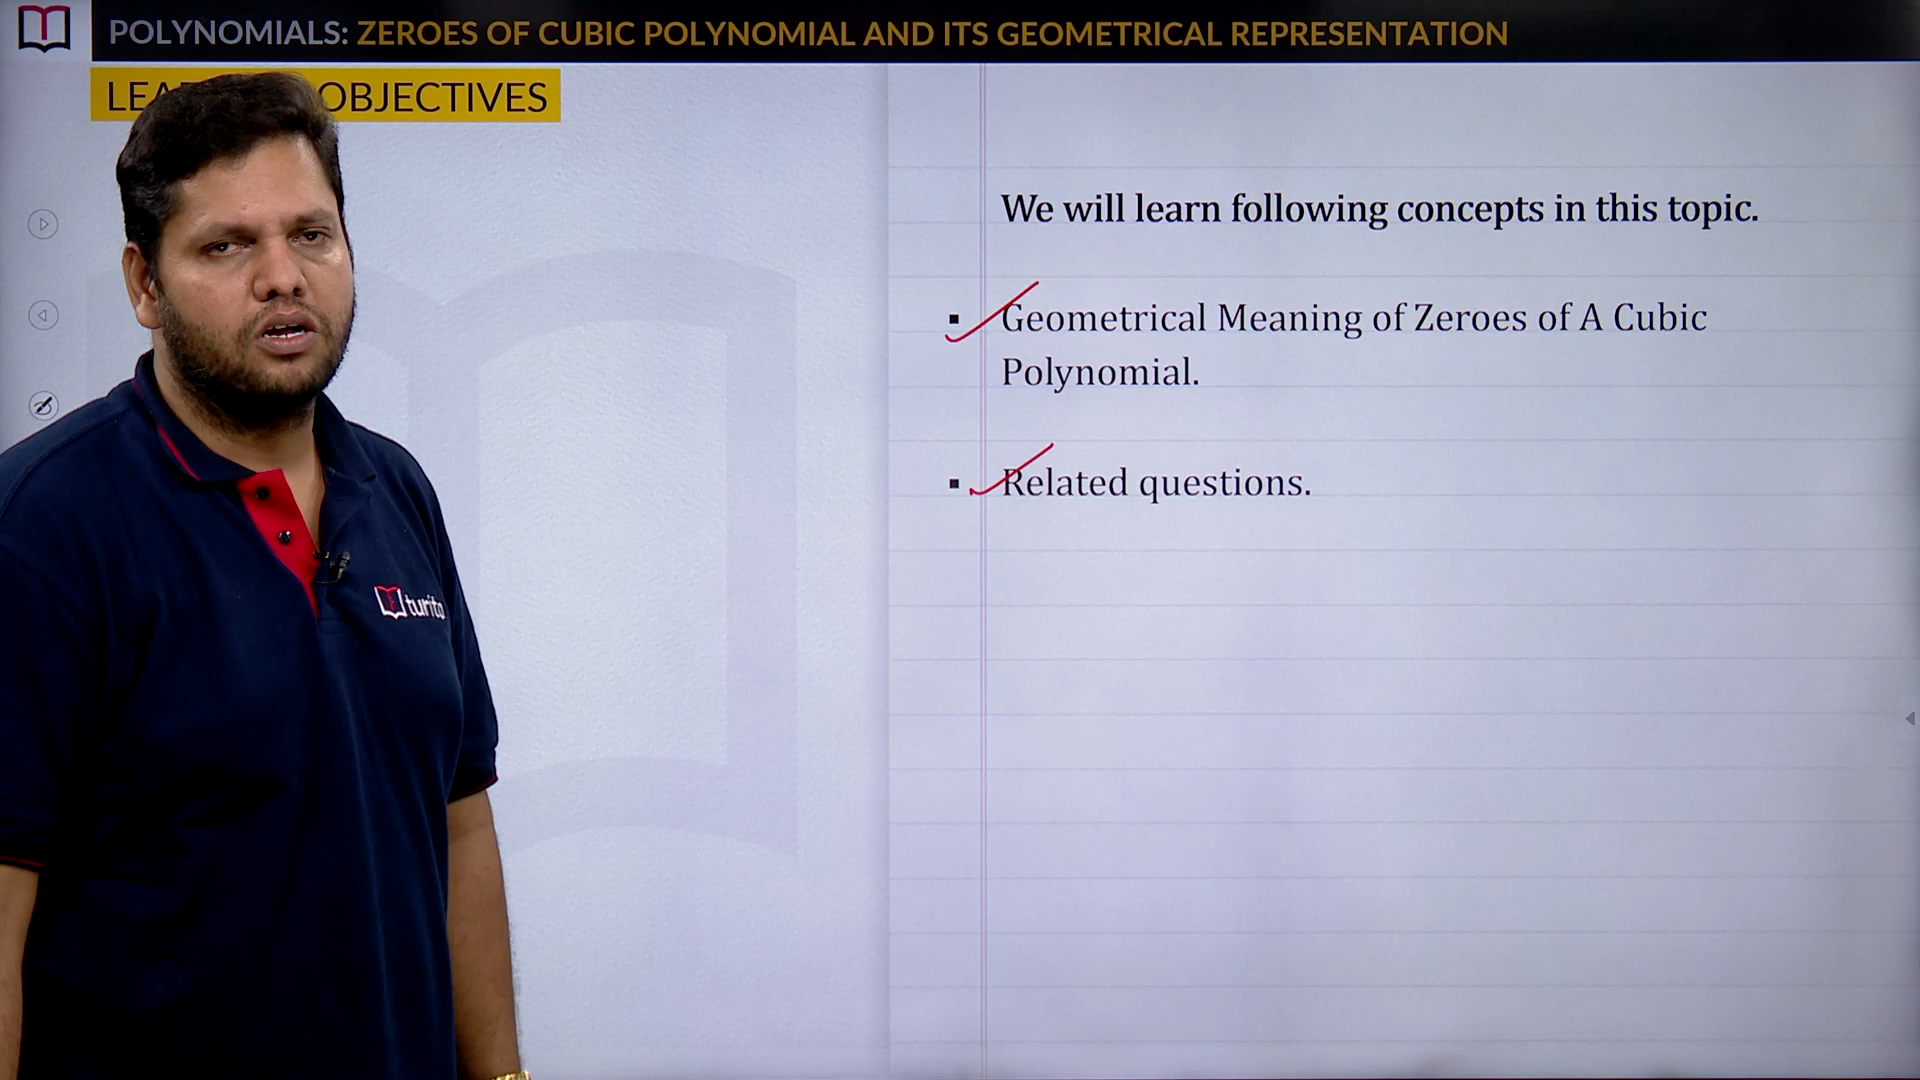 POLYNOMIALS: ZEROES OF CUBIC POLYNOMIAL AND ITS GEOMETRICAL REPRESENTATION
OBJECTIVES
We will learn following concepts in this topic.
▪ Geometrical Meaning of Zeroes of A Cubic
Polynomial.
▪ Related questions.
turito